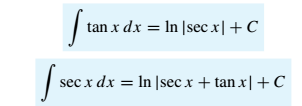 ∫ tan x dx = ln |sec x| + C
∫ sec x dx = ln |sec x + tan x| + C